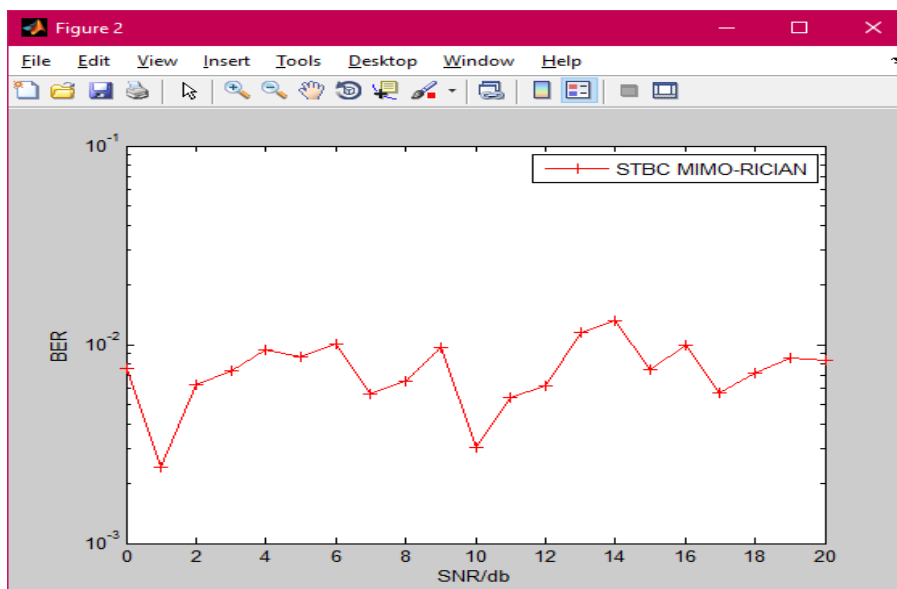 Figure 2
File Edit View Insert Tools Desktop Window Help
10^-1
STBC MIMO-RICIAN
BER
10^-2
10^-3
0 2 4 6 8 10 12 14 16 18 20
SNR/db